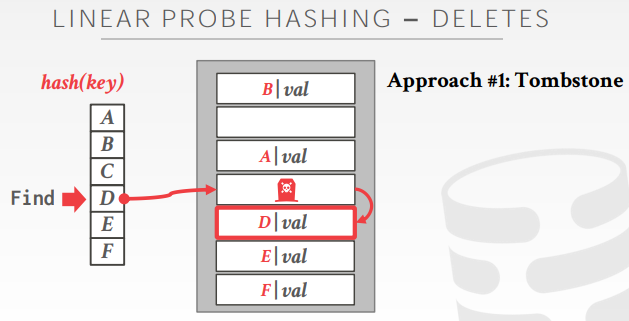 LINEAR PROBE HASHING – DELETES
hash(key)
Approach #1: Tombstone
A
B
C
D
E
F
Find
B|val
A|val
D|val
E|val
F|val